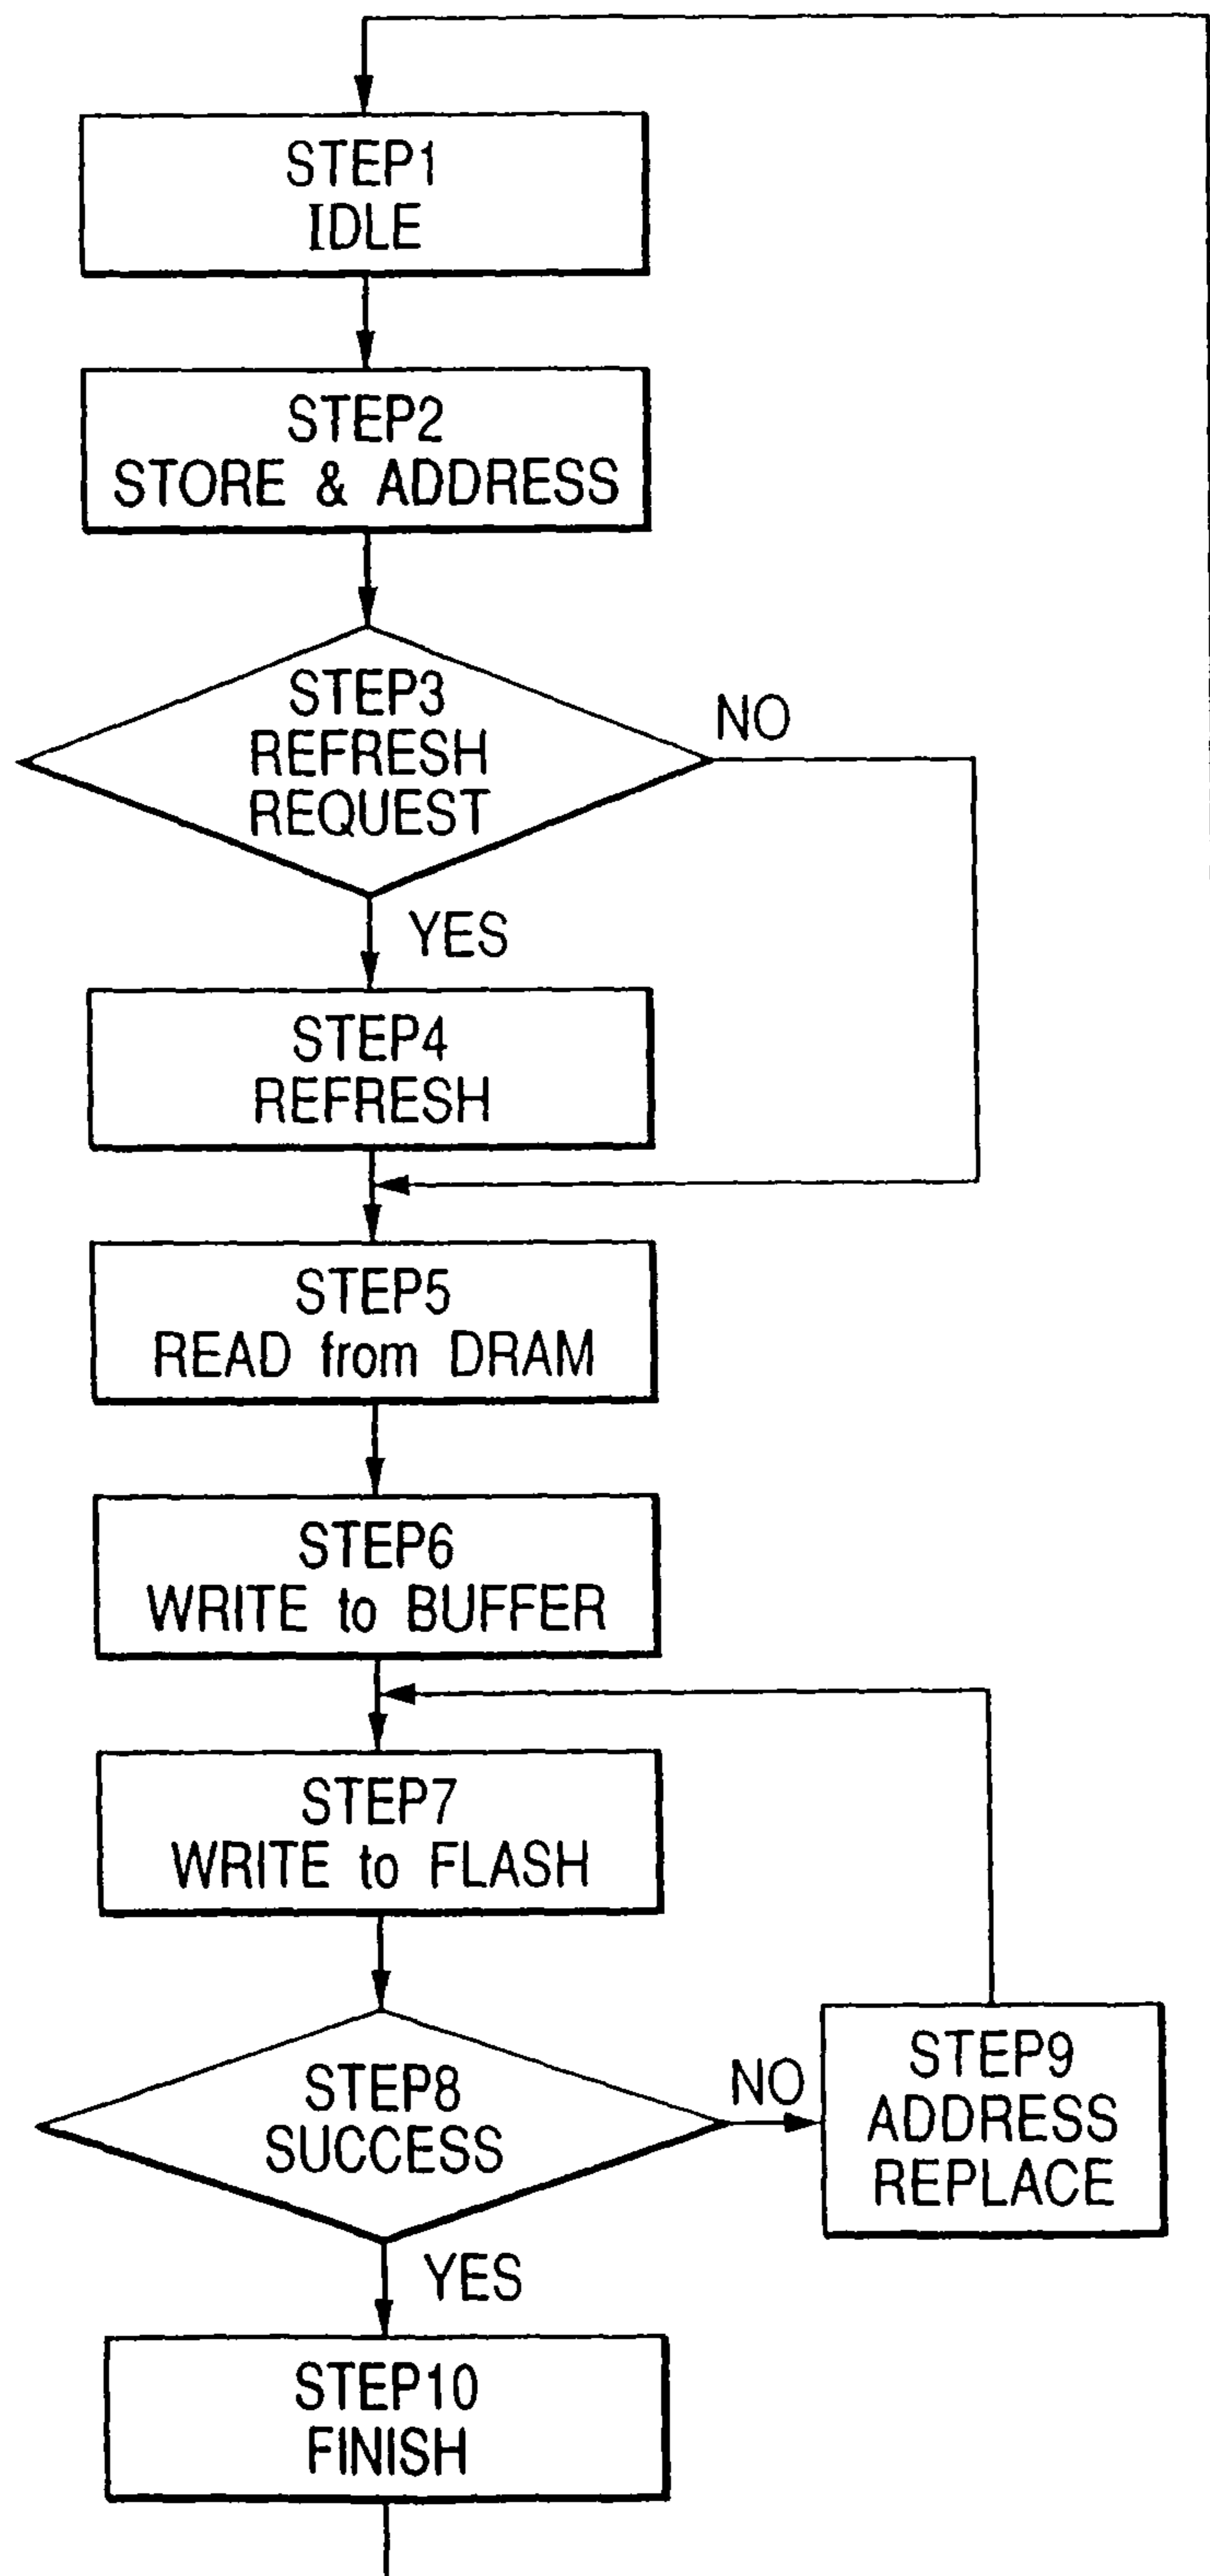 STEP1
IDLE
STEP2
STORE & ADDRESS
STEP3
REFRESH
REQUEST
NO
YES
STEP4
REFRESH
STEP5
READ from DRAM
STEP6
WRITE to BUFFER
STEP7
WRITE to FLASH
STEP8
SUCCESS
NO
STEP9
ADDRESS
REPLACE
YES
STEP10
FINISH